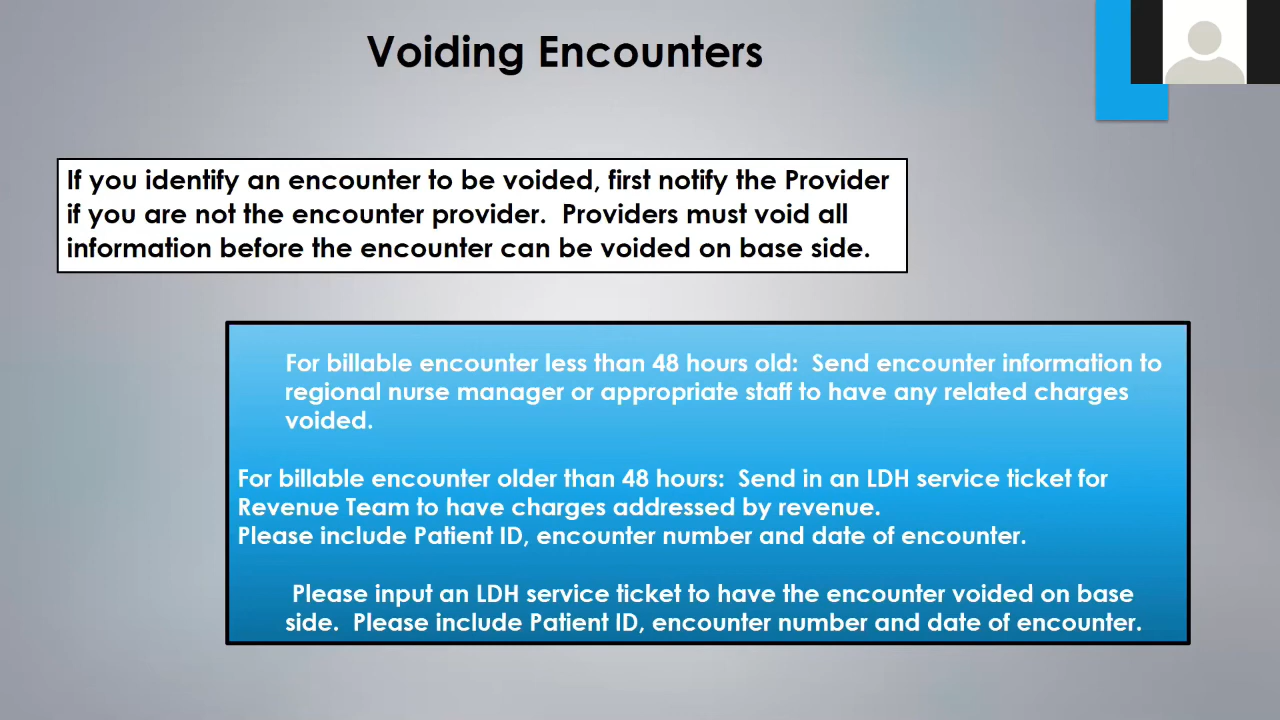 Voiding Encounters
If you identify an encounter to be voided, first notify the Provider
if you are not the encounter provider.  Providers must void all
information before the encounter can be voided on base side.
For billable encounter less than 48 hours old:  Send encounter information to
regional nurse manager or appropriate staff to have any related charges
voided.
For billable encounter older than 48 hours:  Send in an LDH service ticket for
Revenue Team to have charges addressed by revenue.
Please include Patient ID, encounter number and date of encounter.
Please input an LDH service ticket to have the encounter voided on base
side.  Please include Patient ID, encounter number and date of encounter.